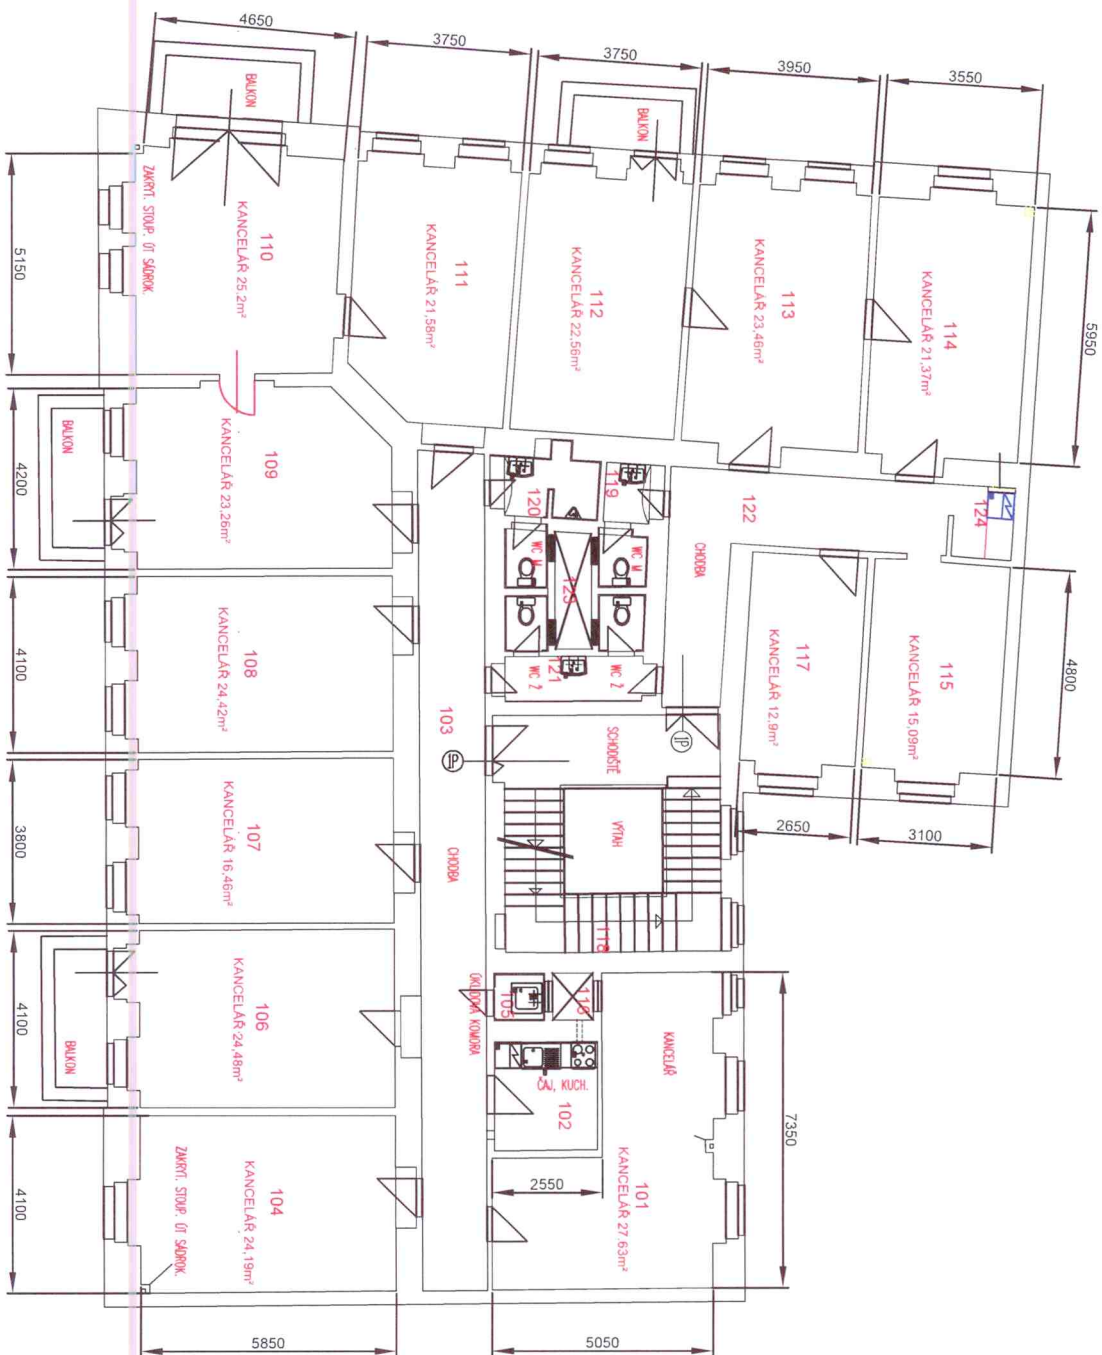 4650
3750
3750
3950
3550
BALKON
BALKON
ZAKRYT. STOUP. ÚT SÁDROK.
110
KANCELÁŘ 25.2m²
111
KANCELÁŘ 21,58m²
112
KANCELÁŘ 22,56m²
113
KANCELÁŘ 23,46m²
114
KANCELÁŘ 21,37m²
5950
5150
BALKON
4200
109
KANCELÁŘ 23,26m²
120
119
WC M
WC M
123
121
WC Ž
WC Ž
122
CHODBA
124
117
KANCELÁŘ 12,9m²
115
KANCELÁŘ 15,09m²
4800
4100
108
KANCELÁŘ 24,42m²
103
1P
1P
SCHODIŠTĚ
VÝTAH
2650
3100
3800
107
KANCELÁŘ 16,46m²
CHODBA
118
4100
BALKON
106
KANCELÁŘ 24,48m²
ÚKLIDOVÁ KOMORA
105
116
ČAJ. KUCH.
102
KANCELÁŘ
7350
4100
ZAKRYT. STOUP. ÚT SÁDROK.
104
KANCELÁŘ 24,19m²
2550
101
KANCELÁŘ 27,63m²
5850
5050